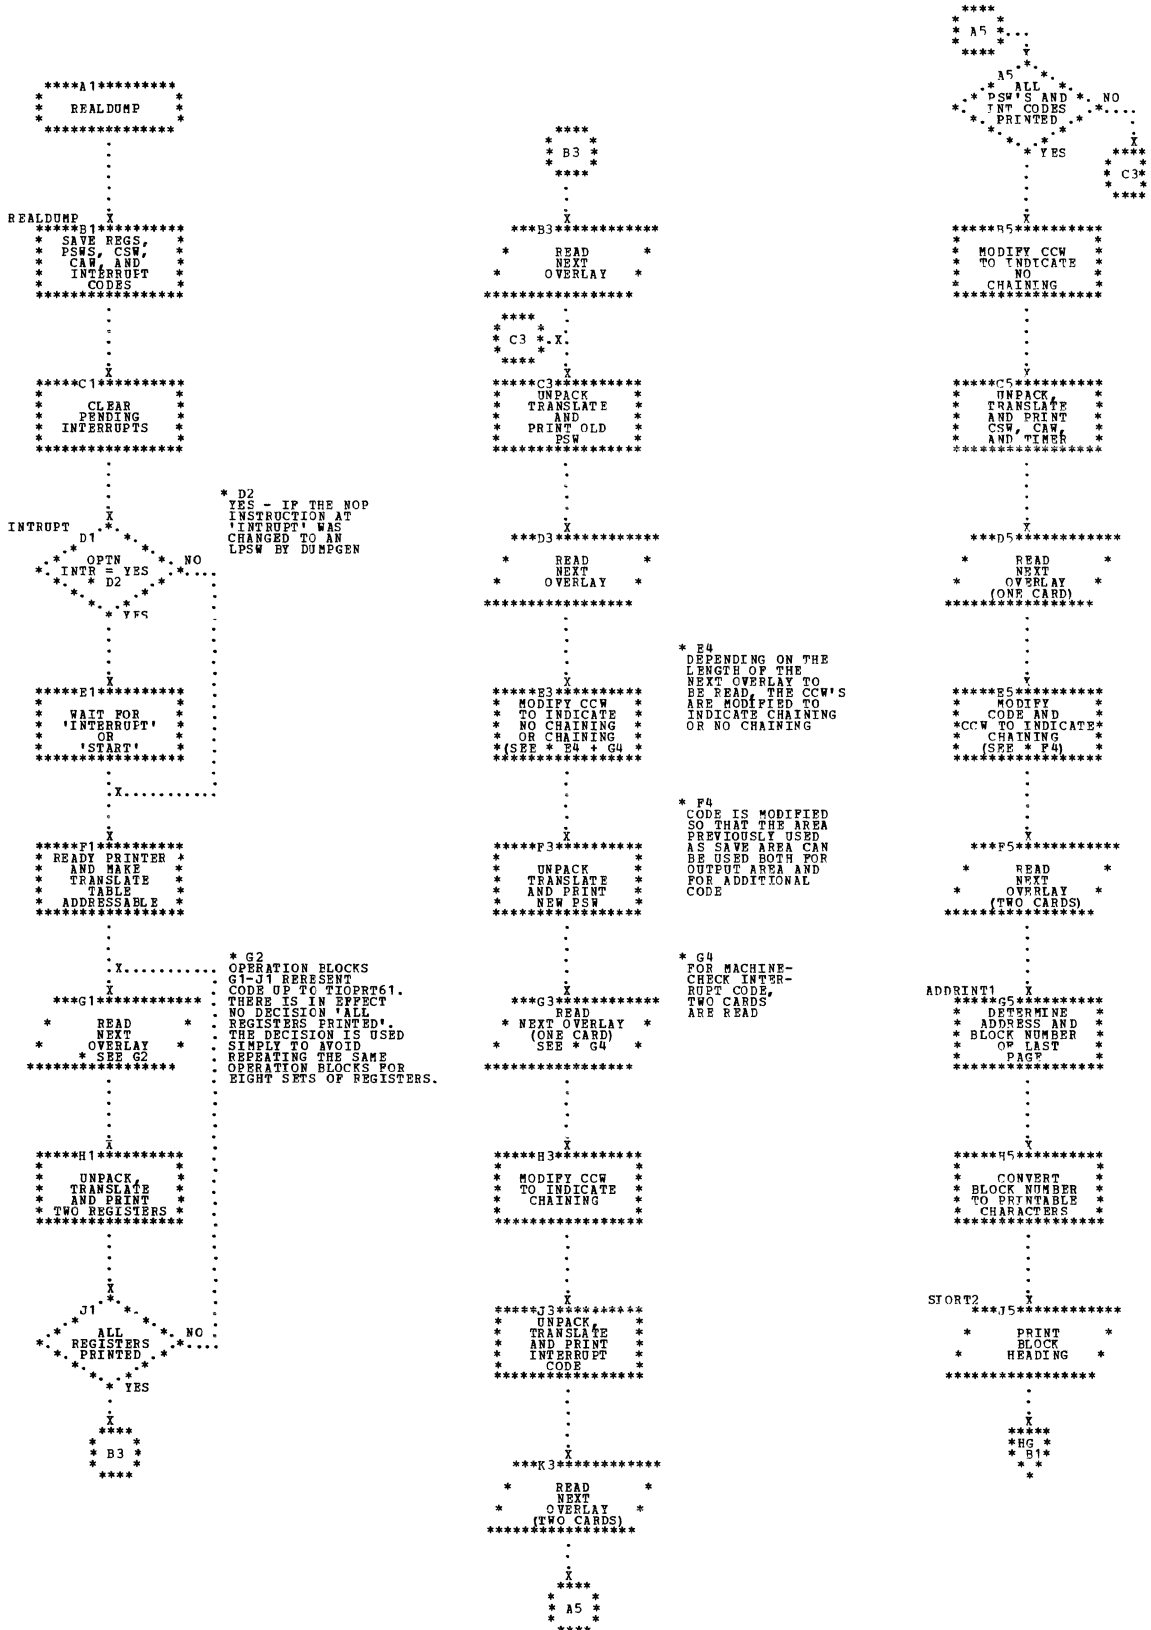 A1
REALDUMP
REALDUMP
B1
SAVE REGS,
PSWS, CSW,
CAW, AND
INTERRUPT
CODES
C1
CLEAR
PENDING
INTERRUPTS
INTRUPT
D1
OPTN
INTR = YES
* D2
NO
YES
* D2
YES - IF THE NOP
INSTRUCTION AT
'INTRUPT' WAS
CHANGED TO AN
LPSW BY DUMPGEN
E1
WAIT FOR
'INTERRUPT'
OR
'START'
F1
READY PRINTER
AND MAKE
TRANSLATE
TABLE
ADDRESSABLE
G1
READ
NEXT
OVERLAY
* SEE G2
* G2
OPERATION BLOCKS
G1-J1 RERESENT
CODE UP TO TIOPRT61.
THERE IS IN EFFECT
NO DECISION 'ALL
REGISTERS PRINTED'.
THE DECISION IS USED
SIMPLY TO AVOID
REPEATING THE SAME
OPERATION BLOCKS FOR
EIGHT SETS OF REGISTERS.
H1
UNPACK,
TRANSLATE
AND PRINT
TWO REGISTERS
J1
ALL
REGISTERS
PRINTED
NO
YES
B3
B3
B3
READ
NEXT
OVERLAY
C3
C3
UNPACK
TRANSLATE
AND
PRINT OLD
PSW
D3
READ
NEXT
OVERLAY
E3
MODIFY CCW
TO INDICATE
NO CHAINING
OR CHAINING
(SEE * E4 + G4
* E4
DEPENDING ON THE
LENGTH OF THE
NEXT OVERLAY TO
BE READ, THE CCW'S
ARE MODIFIED TO
INDICATE CHAINING
OR NO CHAINING
F3
UNPACK
TRANSLATE
AND PRINT
NEW PSW
* F4
CODE IS MODIFIED
SO THAT THE AREA
PREVIOUSLY USED
AS SAVE AREA CAN
BE USED BOTH FOR
OUTPUT AREA AND
FOR ADDITIONAL
CODE
G3
READ
NEXT OVERLAY
(ONE CARD)
SEE * G4
* G4
FOR MACHINE-
CHECK INTER-
RUPT CODE,
TWO CARDS
ARE READ
H3
MODIFY CCW
TO INDICATE
CHAINING
J3
UNPACK,
TRANSLATE
AND PRINT
INTERRUPT
CODE
K3
READ
NEXT
OVERLAY
(TWO CARDS)
A5
A5
A5
ALL
PSW'S AND
INT CODES
PRINTED
NO
YES
C3
B5
MODIFY CCW
TO INDICATE
NO
CHAINING
C5
UNPACK,
TRANSLATE
AND PRINT
CSW, CAW,
AND TIMER
D5
READ
NEXT
OVERLAY
(ONE CARD)
E5
MODIFY
CODE AND
CCW TO INDICATE
CHAINING
(SEE * F4)
F5
READ
NEXT
OVERLAY
(TWO CARDS)
ADDRINT1
G5
DETERMINE
ADDRESS AND
BLOCK NUMBER
OF LAST
PAGE
H5
CONVERT
BLOCK NUMBER
TO PRINTABLE
CHARACTERS
STORT2
J5
PRINT
BLOCK
HEADING
HG
B1